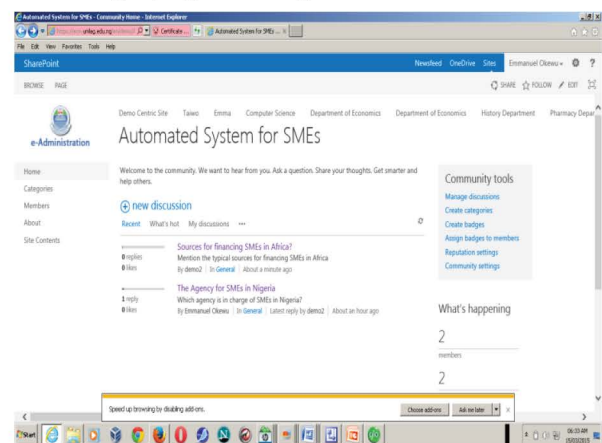 Automated System for SMEs - Community Home - Internet Explorer
unilag.edu.ng
Certificate ...
Automated System for SMEs ...
File Edit View Favorites Tools Help
SharePoint
Newsfeed OneDrive Sites Emmanuel Okewu ?
BROWSE PAGE
SHARE FOLLOW EDIT
Demo Centric Site Taiwo Emma Computer Science Department of Economics Department of Economics History Department Pharmacy Depar
e-Administration
Automated System for SMEs
Home
Categories
Members
About
Site Contents
Welcome to the community. We want to hear from you. Ask a question. Share your thoughts. Get smarter and
help others.
new discussion
Recent What's hot My discussions ...
Sources for financing SMEs in Africa?
0 replies Mention the typical sources for financing SMEs in Africa
0 likes By demo2 | In General | About a minute ago
The Agency for SMEs in Nigeria
1 reply Which agency is in charge of SMEs in Nigeria?
0 likes By Emmanuel Okewu | In General | Latest reply by demo2 | About an hour ago
Community tools
Manage discussions
Create categories
Create badges
Assign badges to members
Reputation settings
Community settings
What's happening
2
members
2
Speed up browsing by disabling add-ons.
Choose add-ons Ask me later x
Start
06:35 AM
15/03/2015